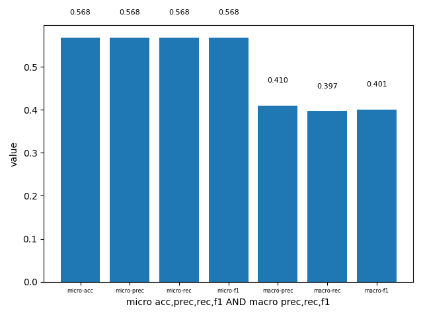 0.568 0.568 0.568 0.568
0.410 0.397 0.401
value
0.5
0.4
0.3
0.2
0.1
0.0
micro-acc micro-prec micro-rec micro-f1 macro-prec macro-rec macro-f1
micro acc,prec,rec,f1 AND macro prec,rec,f1